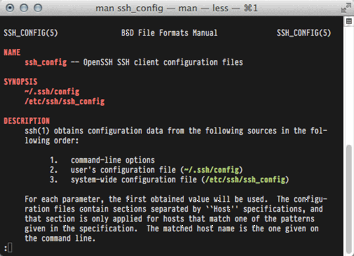 man ssh_config — man — less — ⌘1
SSH_CONFIG(5) BSD File Formats Manual SSH_CONFIG(5)
NAME
ssh_config -- OpenSSH SSH client configuration files
SYNOPSIS
~/.ssh/config
/etc/ssh/ssh_config
DESCRIPTION
ssh(1) obtains configuration data from the following sources in the fol-
lowing order:
1. command-line options
2. user's configuration file (~/.ssh/config)
3. system-wide configuration file (/etc/ssh/ssh_config)
For each parameter, the first obtained value will be used. The configu-
ration files contain sections separated by ``Host'' specifications, and
that section is only applied for hosts that match one of the patterns
given in the specification. The matched host name is the one given on
the command line.
: